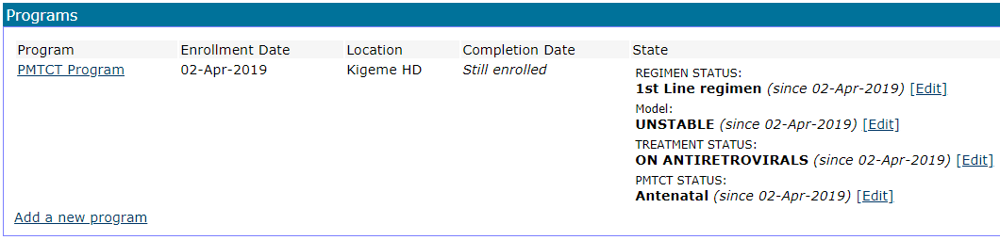 Programs
Program Enrollment Date Location Completion Date State
PMTCT Program 02-Apr-2019 Kigeme HD Still enrolled
REGIMEN STATUS:
1st Line regimen (since 02-Apr-2019) [Edit]
Model:
UNSTABLE (since 02-Apr-2019) [Edit]
TREATMENT STATUS:
ON ANTIRETROVIRALS (since 02-Apr-2019) [Edit]
PMTCT STATUS:
Antenatal (since 02-Apr-2019) [Edit]
Add a new program